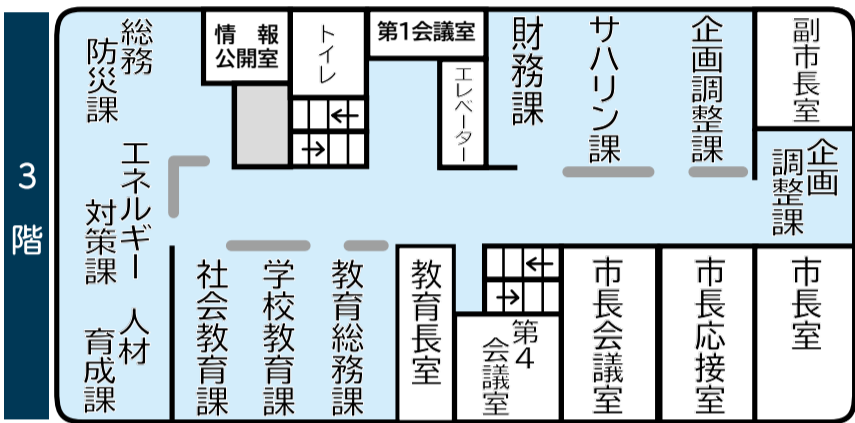 3階
総務
防災課
情報
公開室
トイレ
第1会議室
エレベーター
財務課
サハリン課
企画調整課
副市長室
企画
調整課
エネルギー
対策課
人材
育成課
社会教育課
学校教育課
教育総務課
教育長室
第4
会議室
市長会議室
市長応接室
市長室